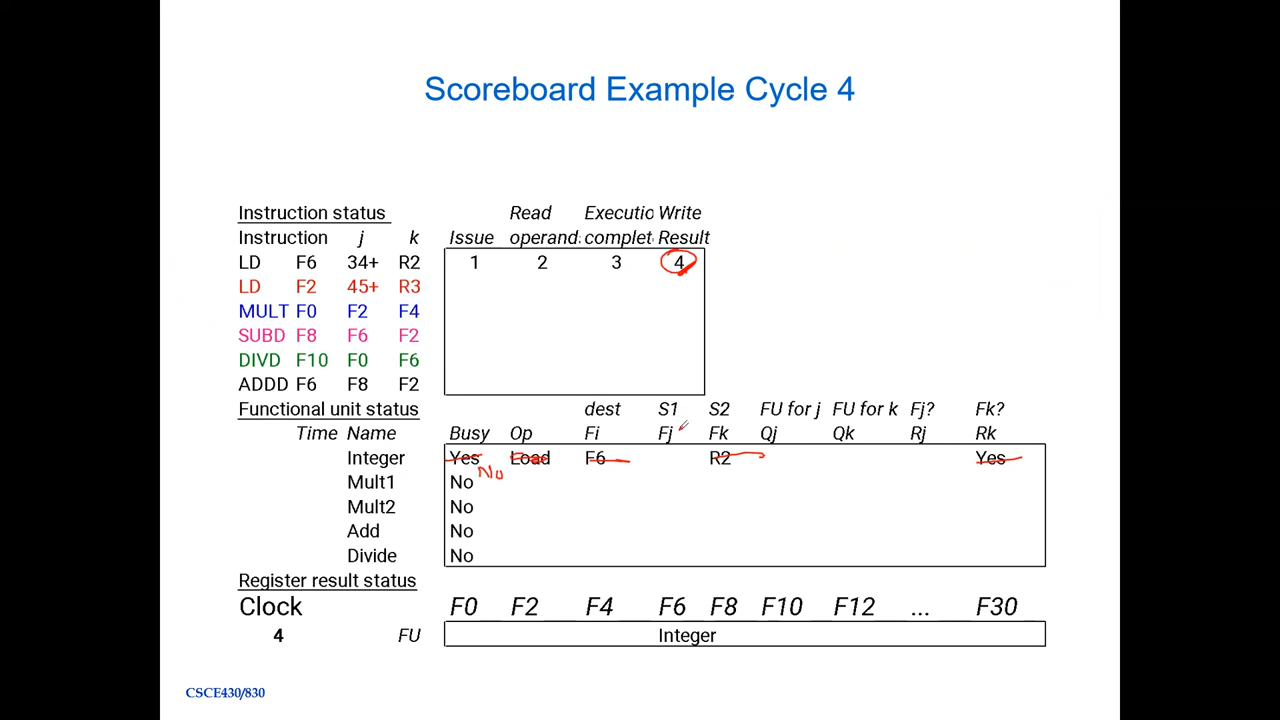 Scoreboard Example Cycle 4
Instruction status Read Executio Write
Instruction j k Issue operand complet Result
LD F6 34+ R2 1 2 3 4
LD F2 45+ R3
MULT F0 F2 F4
SUBD F8 F6 F2
DIVD F10 F0 F6
ADDD F6 F8 F2
Functional unit status dest S1 S2 FU for j FU for k Fj? Fk?
Time Name Busy Op Fi Fj Fk Qj Qk Rj Rk
Integer Yes Load F6 R2 Yes
No
Mult1 No
Mult2 No
Add No
Divide No
Register result status
Clock F0 F2 F4 F6 F8 F10 F12 ... F30
4 FU Integer
CSCE430/830